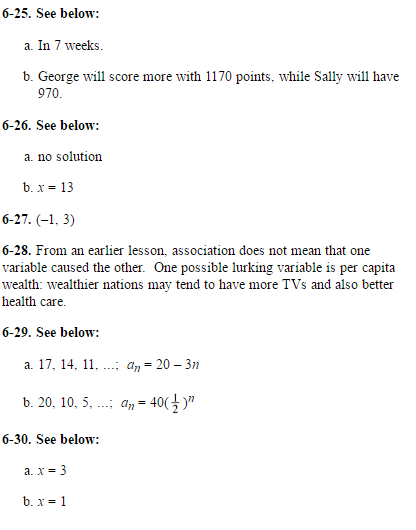 6-25. See below:
a. In 7 weeks.
b. George will score more with 1170 points, while Sally will have
970.
6-26. See below:
a. no solution
b. x = 13
6-27. (–1, 3)
6-28. From an earlier lesson, association does not mean that one
variable caused the other.  One possible lurking variable is per capita
wealth: wealthier nations may tend to have more TVs and also better
health care.
6-29. See below:
a. 17, 14, 11, ...; aₙ = 20 – 3n
b. 20, 10, 5, ...; aₙ = 40(½)ⁿ
6-30. See below:
a. x = 3
b. x = 1